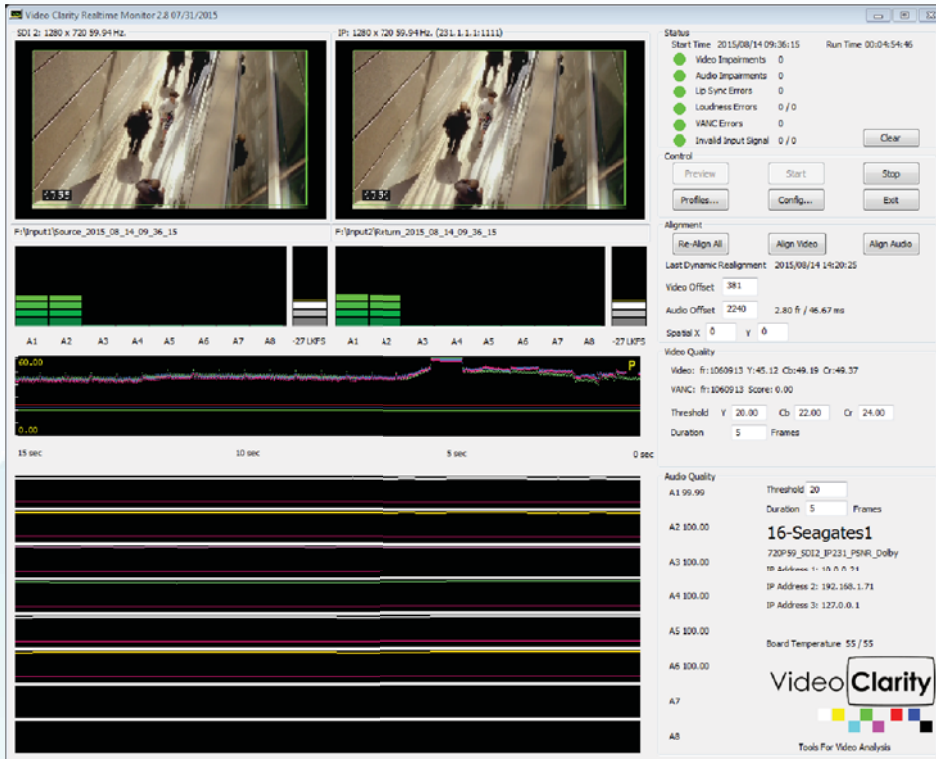 Video Clarity Realtime Monitor 2.8 07/31/2015
SDI 2: 1280 x 720 59.94 Hz.
IP: 1280 x 720 59.94 Hz. (231.1.1.1:1111)
F:\Input1\Source_2015_08_14_09_36_15
F:\Input2\Return_2015_08_14_09_36_15
A1 A2 A3 A4 A5 A6 A7 A8 -27 LKFS
A1 A2 A3 A4 A5 A6 A7 A8 -27 LKFS
60.00
P
0.00
15 sec 10 sec 5 sec 0 sec
Status
Start Time 2015/08/14 09:36:15 Run Time 00:04:54:46
Video Impairments 0
Audio Impairments 0
Lip Sync Errors 0
Loudness Errors 0 / 0
VANC Errors 0
Invalid Input Signal 0 / 0
Clear
Control
Preview Start Stop
Profiles... Config... Exit
Alignment
Re-Align All Align Video Align Audio
Last Dynamic Realignment 2015/08/14 14:20:25
Video Offset 381
Audio Offset 2240 2.80 fr / 46.67 ms
Spatial X 0 Y 0
Video Quality
Video: fr:1060913 Y:45.12 Cb:49.19 Cr:49.37
VANC: fr:1060913 Score: 0.00
Threshold Y 20.00 Cb 22.00 Cr 24.00
Duration 5 Frames
Audio Quality
A1 99.99
A2 100.00
A3 100.00
A4 100.00
A5 100.00
A6 100.00
A7
A8
Threshold 20
Duration 5 Frames
16-Seagates1
720P59_SDI2_IP231_PSNR_Dolby
IP Address 2: 192.168.1.71
IP Address 3: 127.0.0.1
Board Temperature 55 / 55
Video Clarity
Tools For Video Analysis